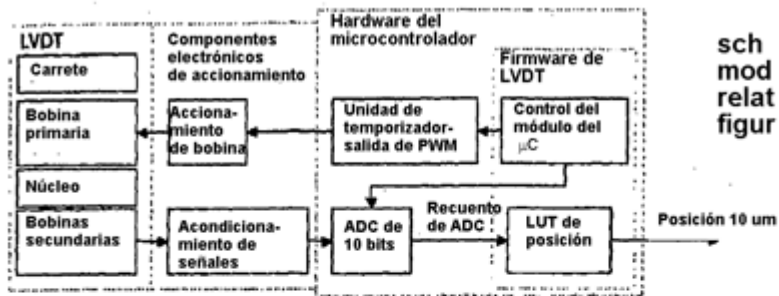 LVDT
Carrete
Bobina
primaria
Núcleo
Bobinas
secundarias
Componentes
electrónicos
de accionamiento
Acciona-
miento
de bobina
Acondiciona-
miento de
señales
Hardware del
microcontrolador
Unidad de
temporizador-
salida de PWM
ADC de
10 bits
Recuento
de ADC
Firmware de
LVDT
Control del
módulo del
µC
LUT de
posición
Posición 10 um
sch
mod
relat
figur